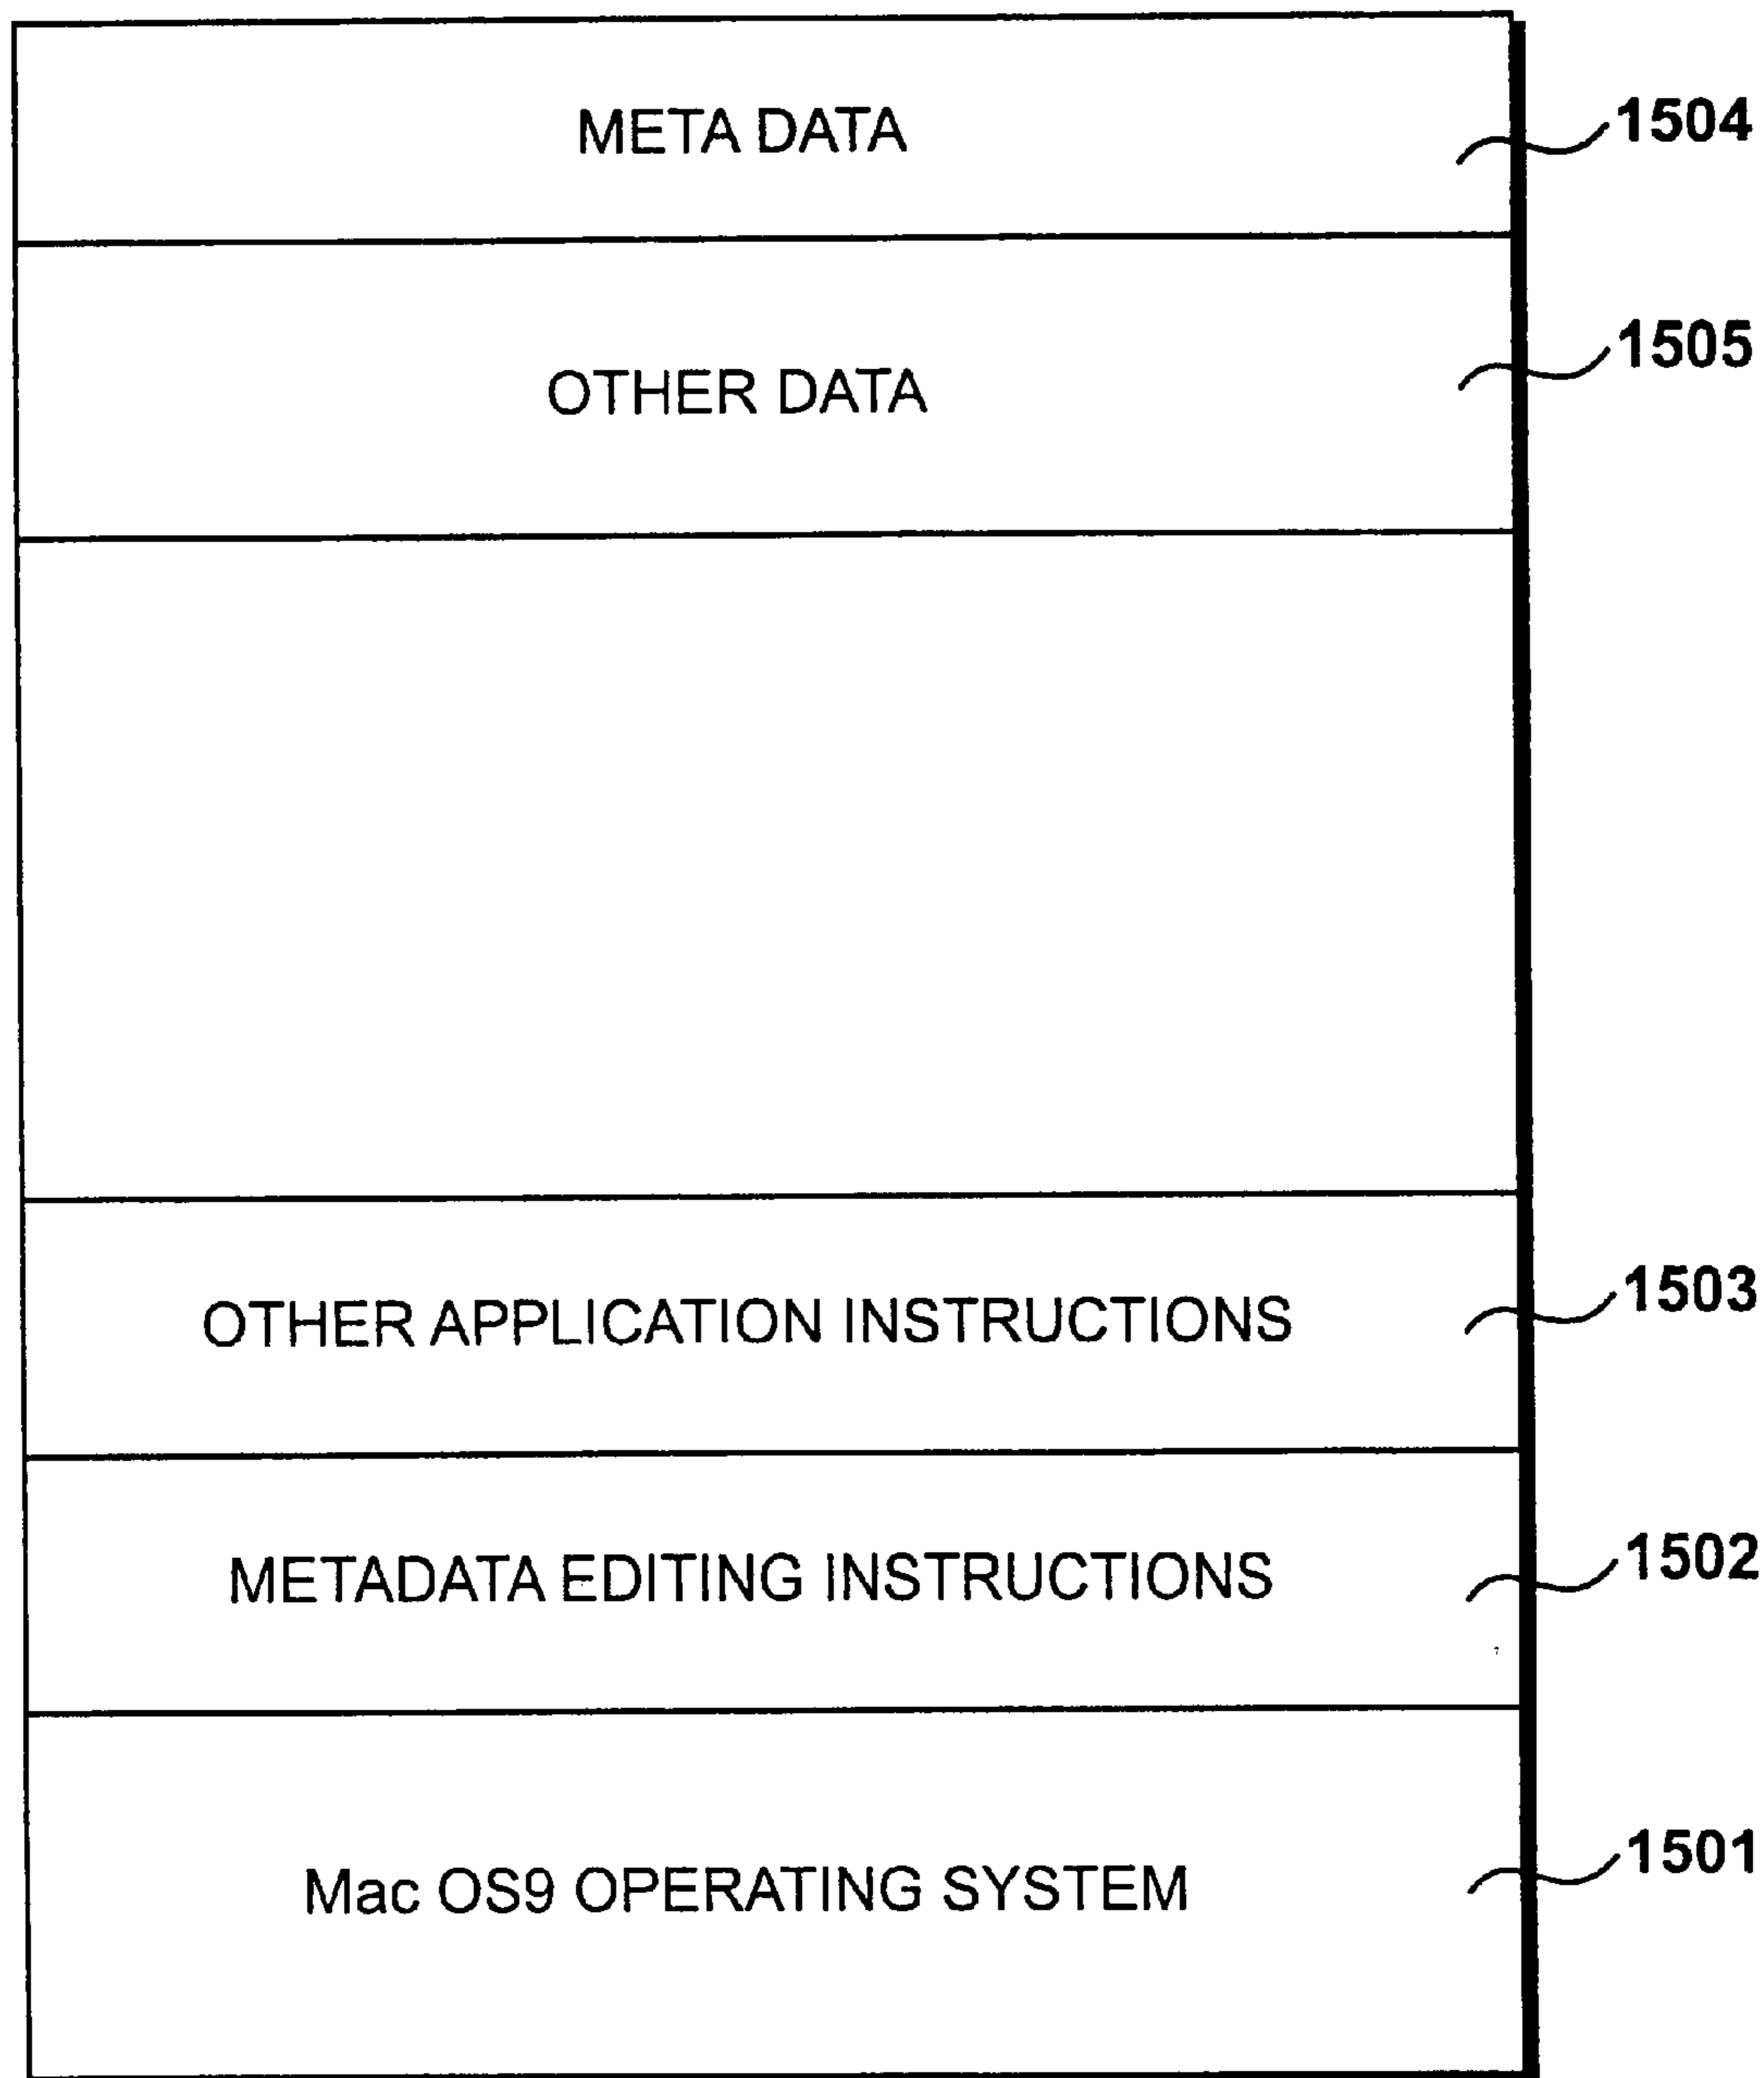 META DATA
1504
OTHER DATA
1505
OTHER APPLICATION INSTRUCTIONS
1503
METADATA EDITING INSTRUCTIONS
1502
Mac OS9 OPERATING SYSTEM
1501